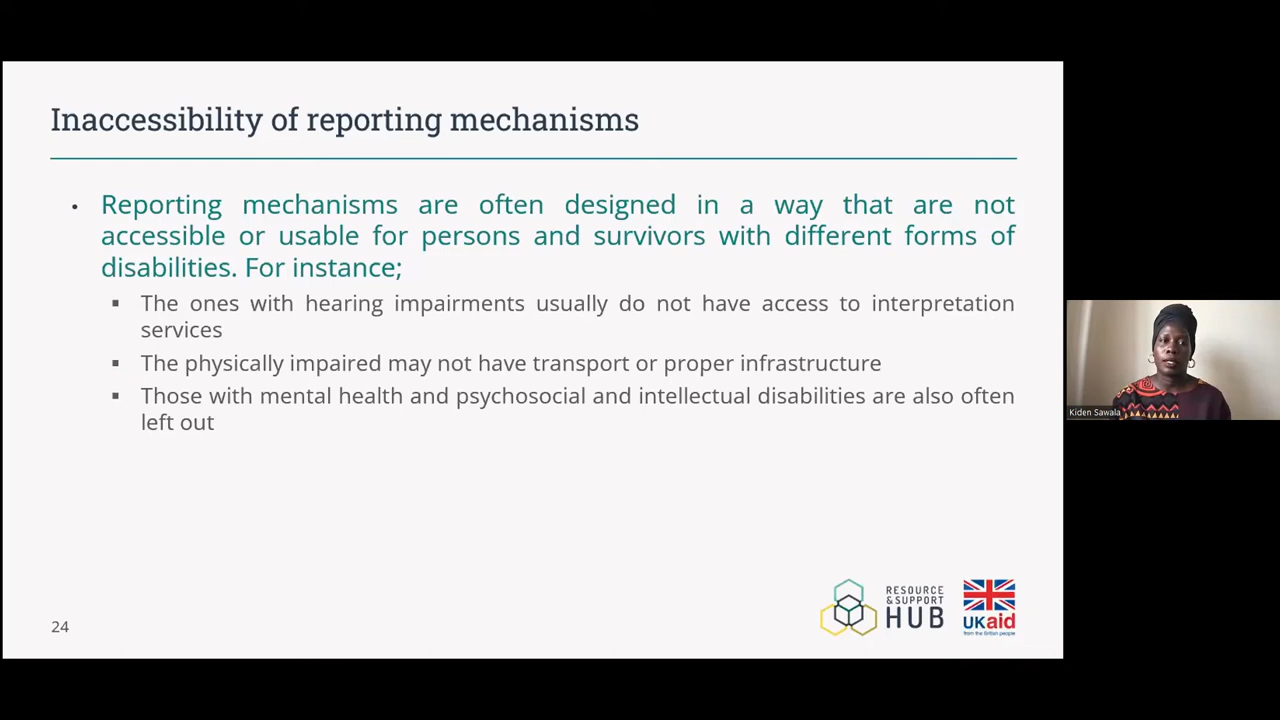 Inaccessibility of reporting mechanisms
• Reporting mechanisms are often designed in a way that are not
accessible or usable for persons and survivors with different forms of
disabilities. For instance;
▪ The ones with hearing impairments usually do not have access to interpretation
services
▪ The physically impaired may not have transport or proper infrastructure
▪ Those with mental health and psychosocial and intellectual disabilities are also often
left out
Kiden Sawala
24
RESOURCE
& SUPPORT
HUB
UKaid
from the British people